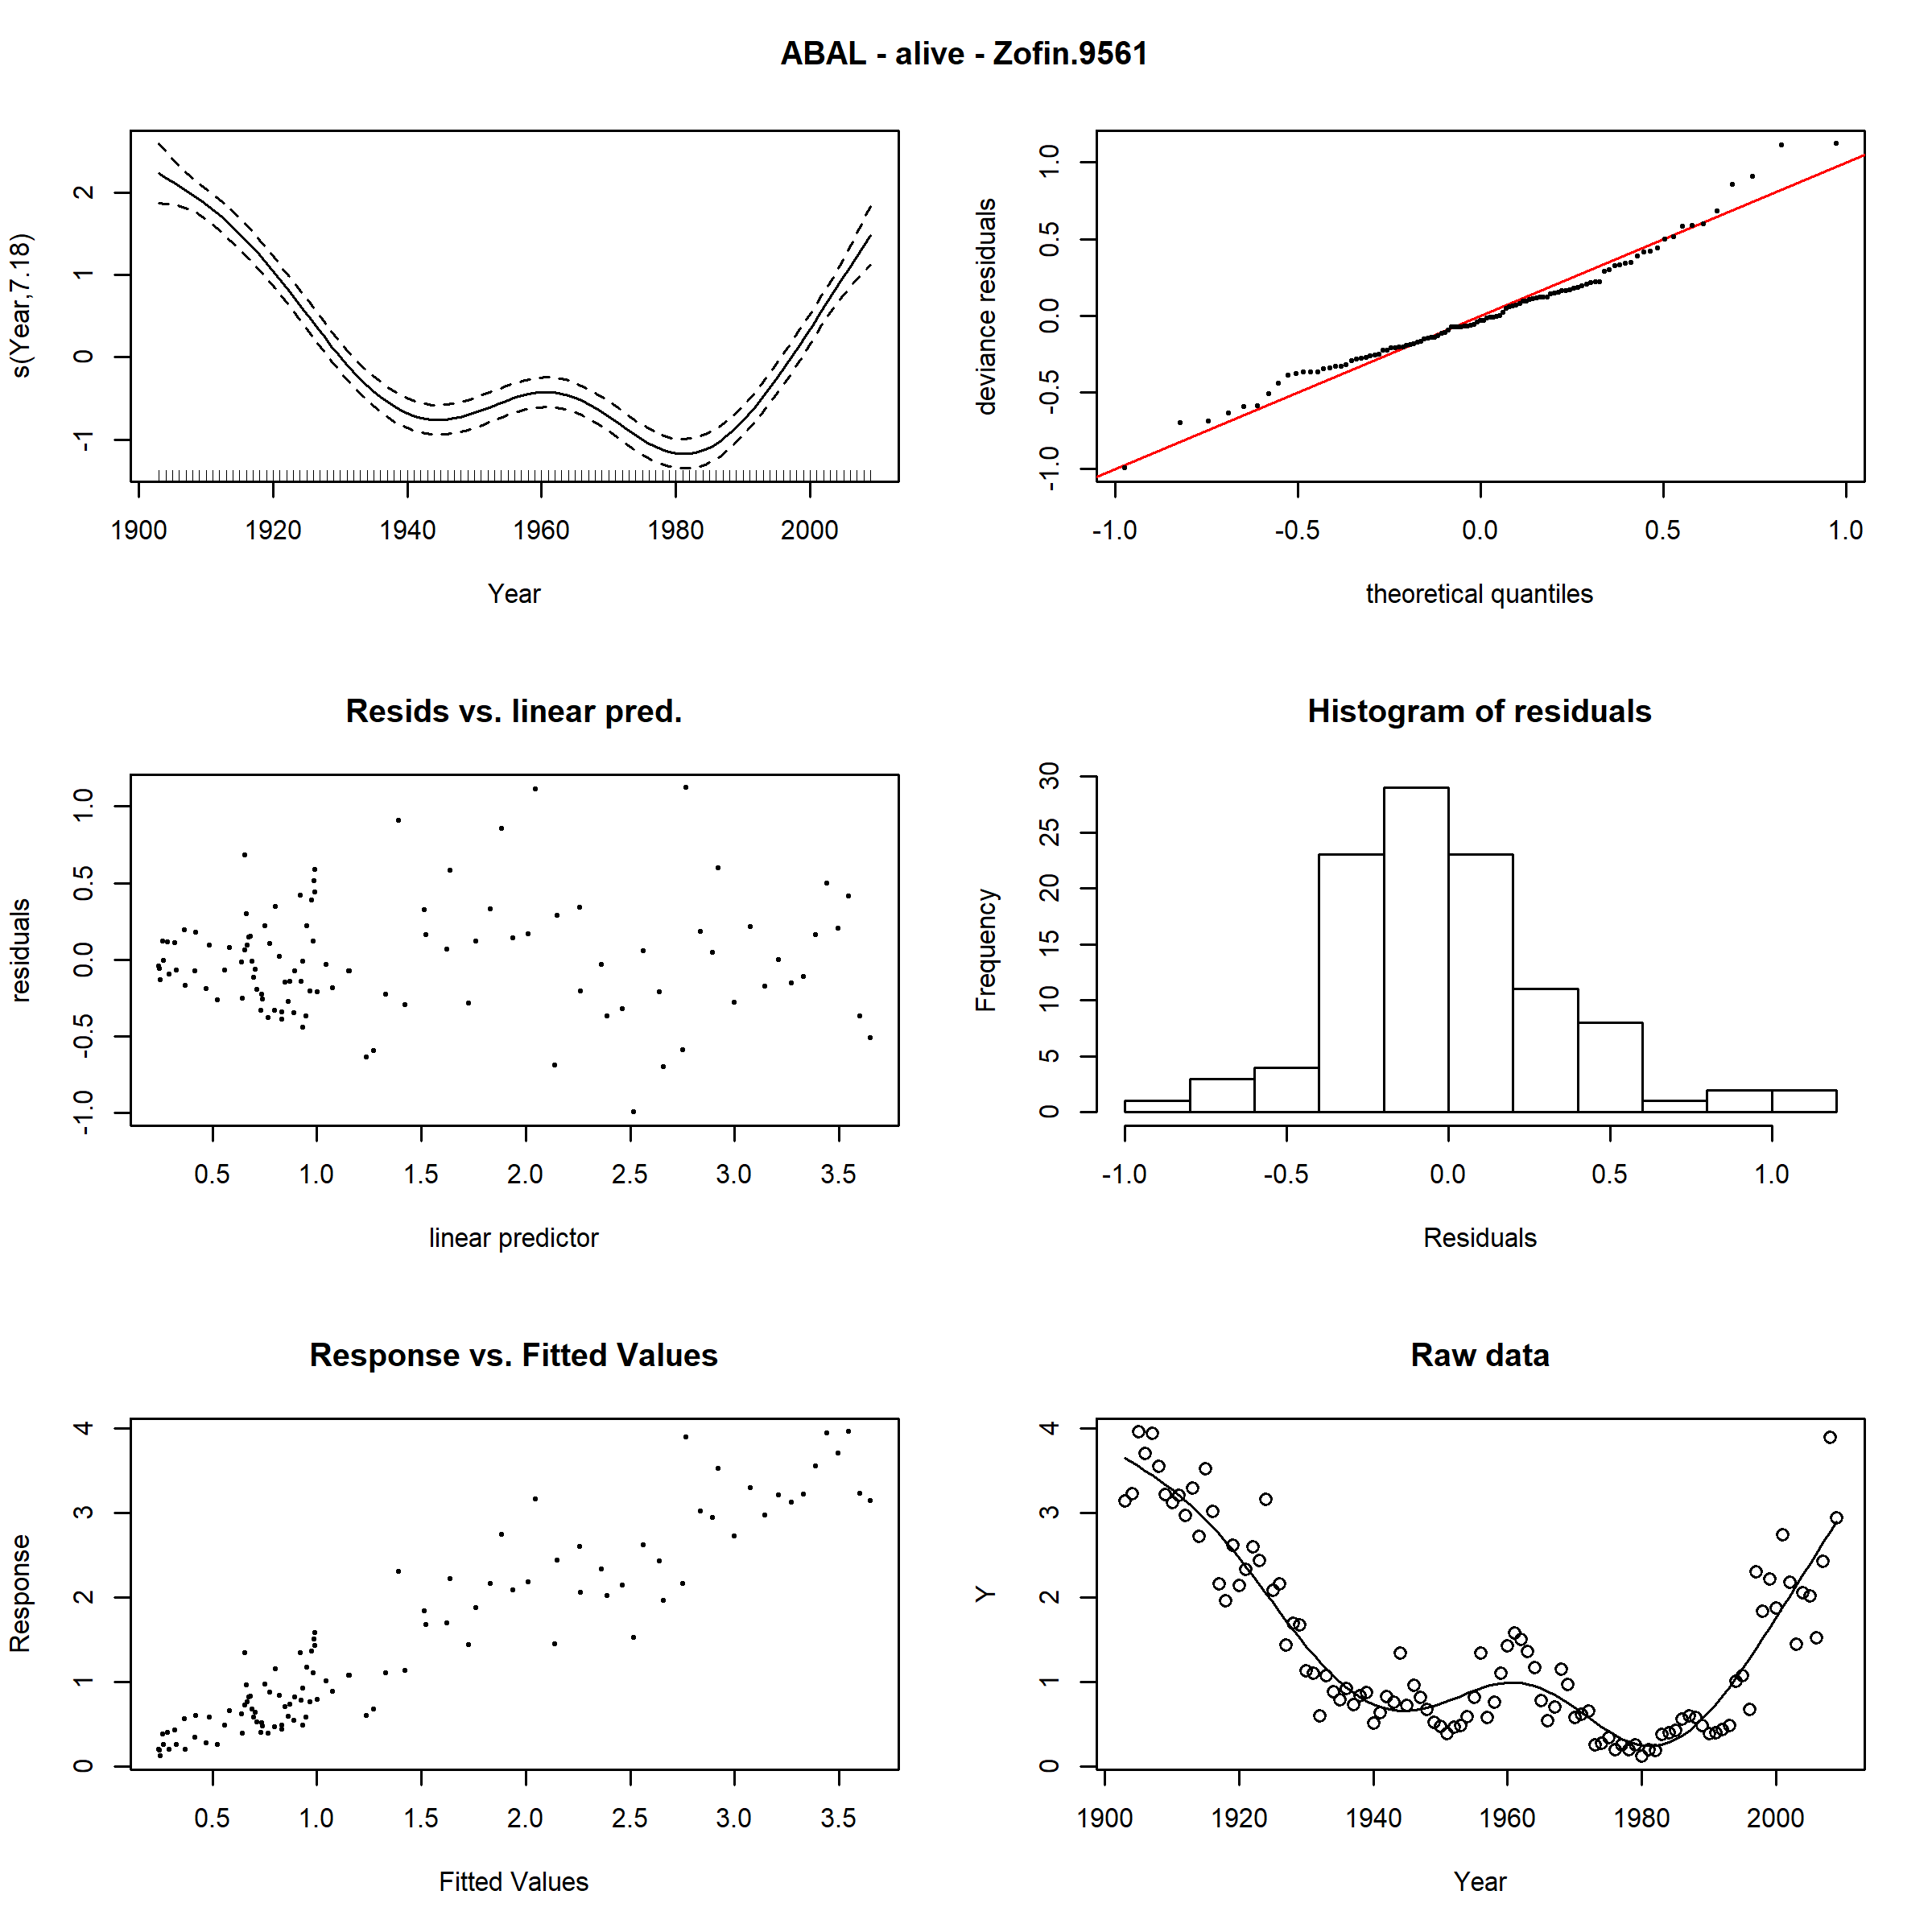 ABAL - alive - Zofin.9561
s(Year,7.18)
2
1
0
-1
1900 1920 1940 1960 1980 2000
Year
deviance residuals
1.0
0.5
0.0
-0.5
-1.0
-1.0 -0.5 0.0 0.5 1.0
theoretical quantiles
Resids vs. linear pred.
residuals
1.0
0.5
0.0
-0.5
-1.0
0.5 1.0 1.5 2.0 2.5 3.0 3.5
linear predictor
Histogram of residuals
Frequency
30
25
20
15
10
5
0
-1.0 -0.5 0.0 0.5 1.0
Residuals
Response vs. Fitted Values
Response
4
3
2
1
0
0.5 1.0 1.5 2.0 2.5 3.0 3.5
Fitted Values
Raw data
Y
4
3
2
1
0
1900 1920 1940 1960 1980 2000
Year